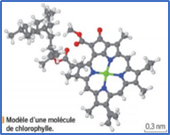 Modèle d'une molécule
de chlorophylle.
0,3 nm